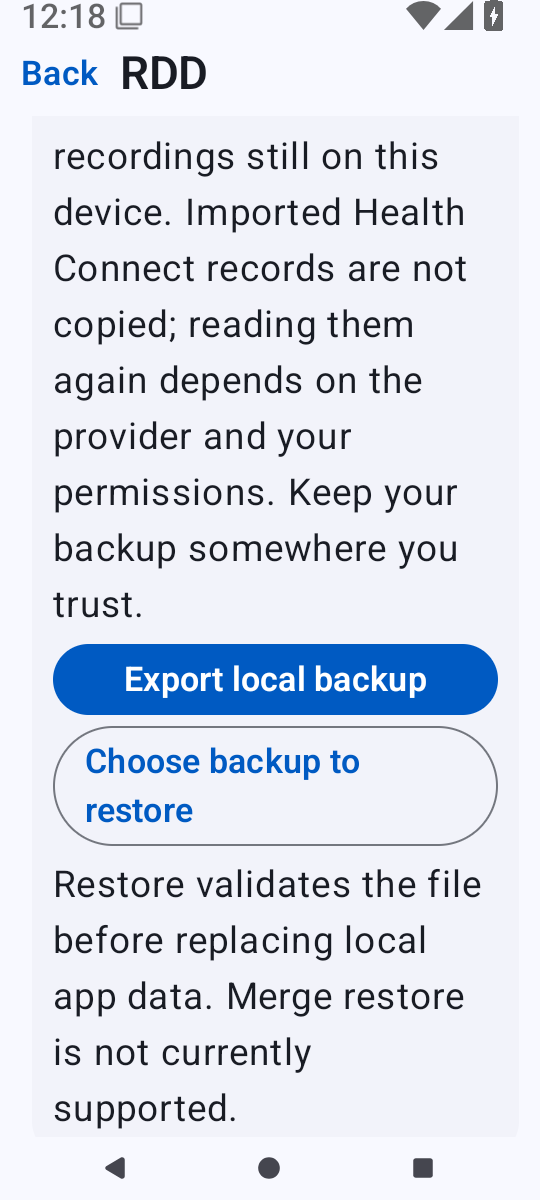 12:18
Back RDD
recordings still on this
device. Imported Health
Connect records are not
copied; reading them
again depends on the
provider and your
permissions. Keep your
backup somewhere you
trust.
Export local backup
Choose backup to
restore
Restore validates the file
before replacing local
app data. Merge restore
is not currently
supported.